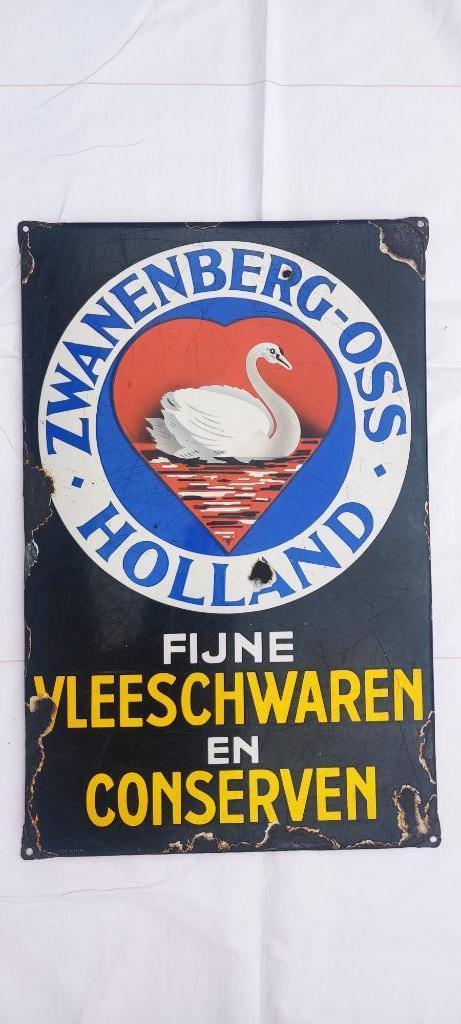 ZWANENBERG-OSS
· HOLLAND ·
FIJNE
VLEESCHWAREN
EN
CONSERVEN